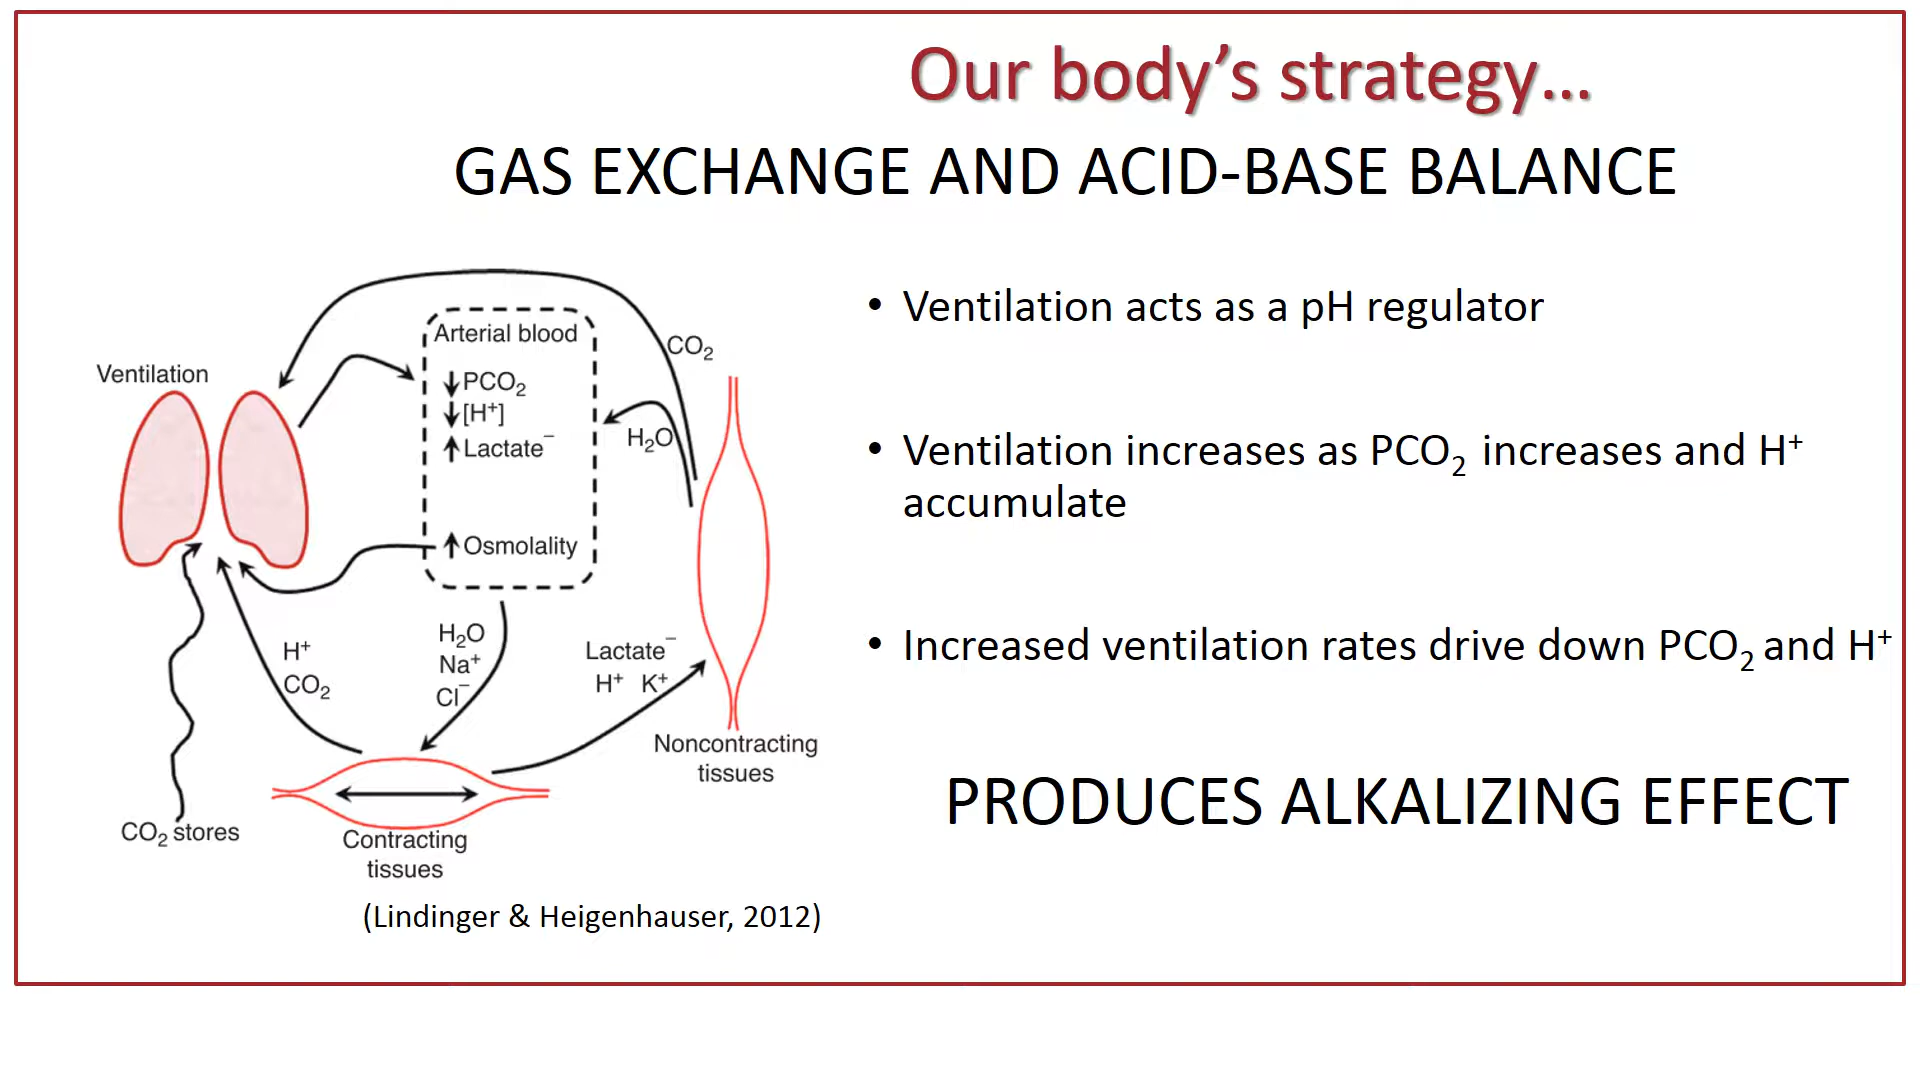 Our body’s strategy…
GAS EXCHANGE AND ACID-BASE BALANCE
Ventilation
Arterial blood
↓PCO₂
↓[H⁺]
↑Lactate⁻
↑Osmolality
CO₂
H₂O
H⁺
CO₂
H₂O
Na⁺
Cl⁻
Lactate⁻
H⁺ K⁺
Noncontracting
tissues
CO₂ stores
Contracting
tissues
(Lindinger & Heigenhauser, 2012)
• Ventilation acts as a pH regulator
• Ventilation increases as PCO₂ increases and H⁺
accumulate
• Increased ventilation rates drive down PCO₂ and H⁺
PRODUCES ALKALIZING EFFECT